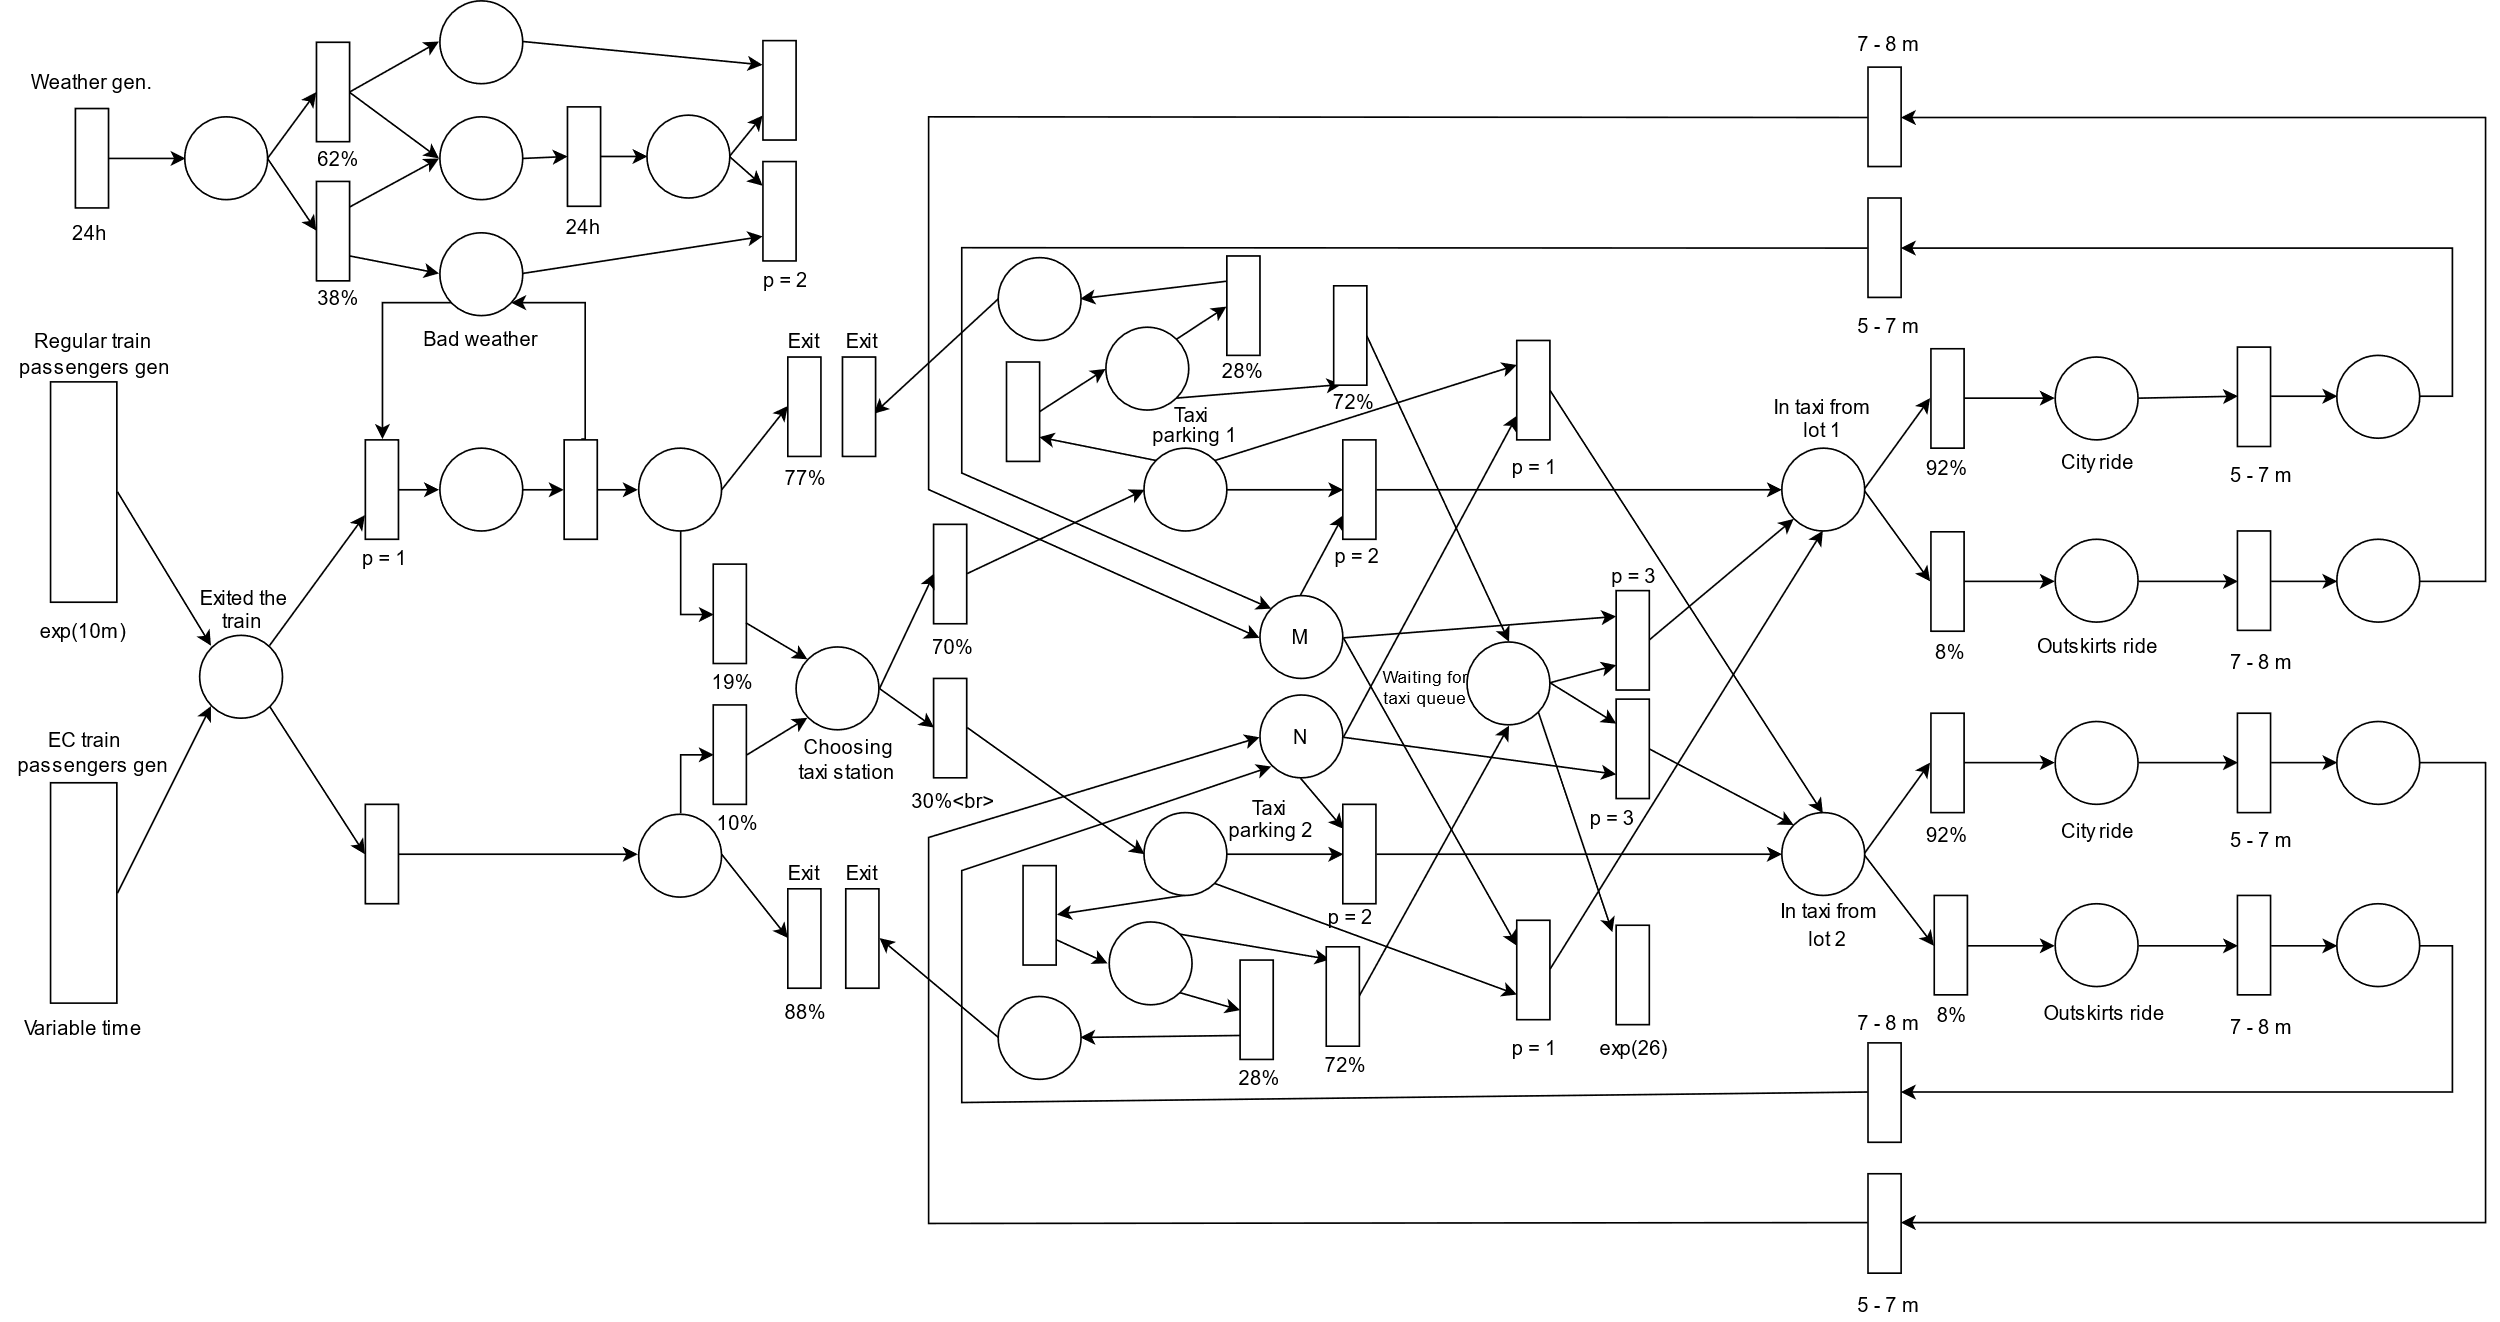 Weather gen.
24h
62%
38%
24h
p = 2
Bad weather
Regular train
passengers gen
exp(10m)
Exited the
train
EC train
passengers gen
Variable time
p = 1
Exit
77%
Exit
19%
10%
Choosing
taxi station
Exit
88%
Exit
70%
30%<br>
28%
72%
Taxi
parking 1
p = 2
p = 1
M
N
Waiting for
taxi queue
p = 3
p = 3
Taxi
parking 2
p = 2
28%
72%
p = 1
exp(26)
7 - 8 m
5 - 7 m
In taxi from
lot 1
92%
City ride
5 - 7 m
8%
Outskirts ride
7 - 8 m
92%
City ride
5 - 7 m
In taxi from
lot 2
8%
Outskirts ride
7 - 8 m
7 - 8 m
5 - 7 m